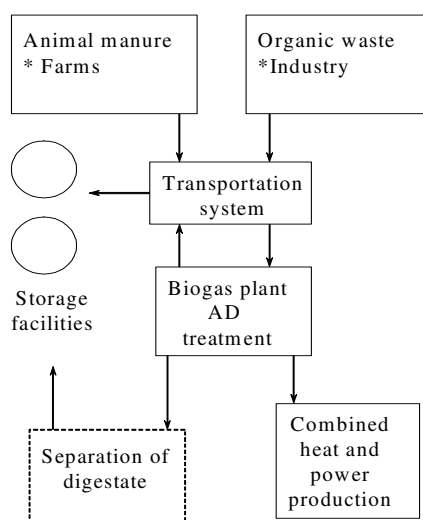 Animal manure
* Farms
Organic waste
*Industry
Transportation
system
Storage
facilities
Biogas plant
AD
treatment
Separation of
digestate
Combined
heat and
power
production